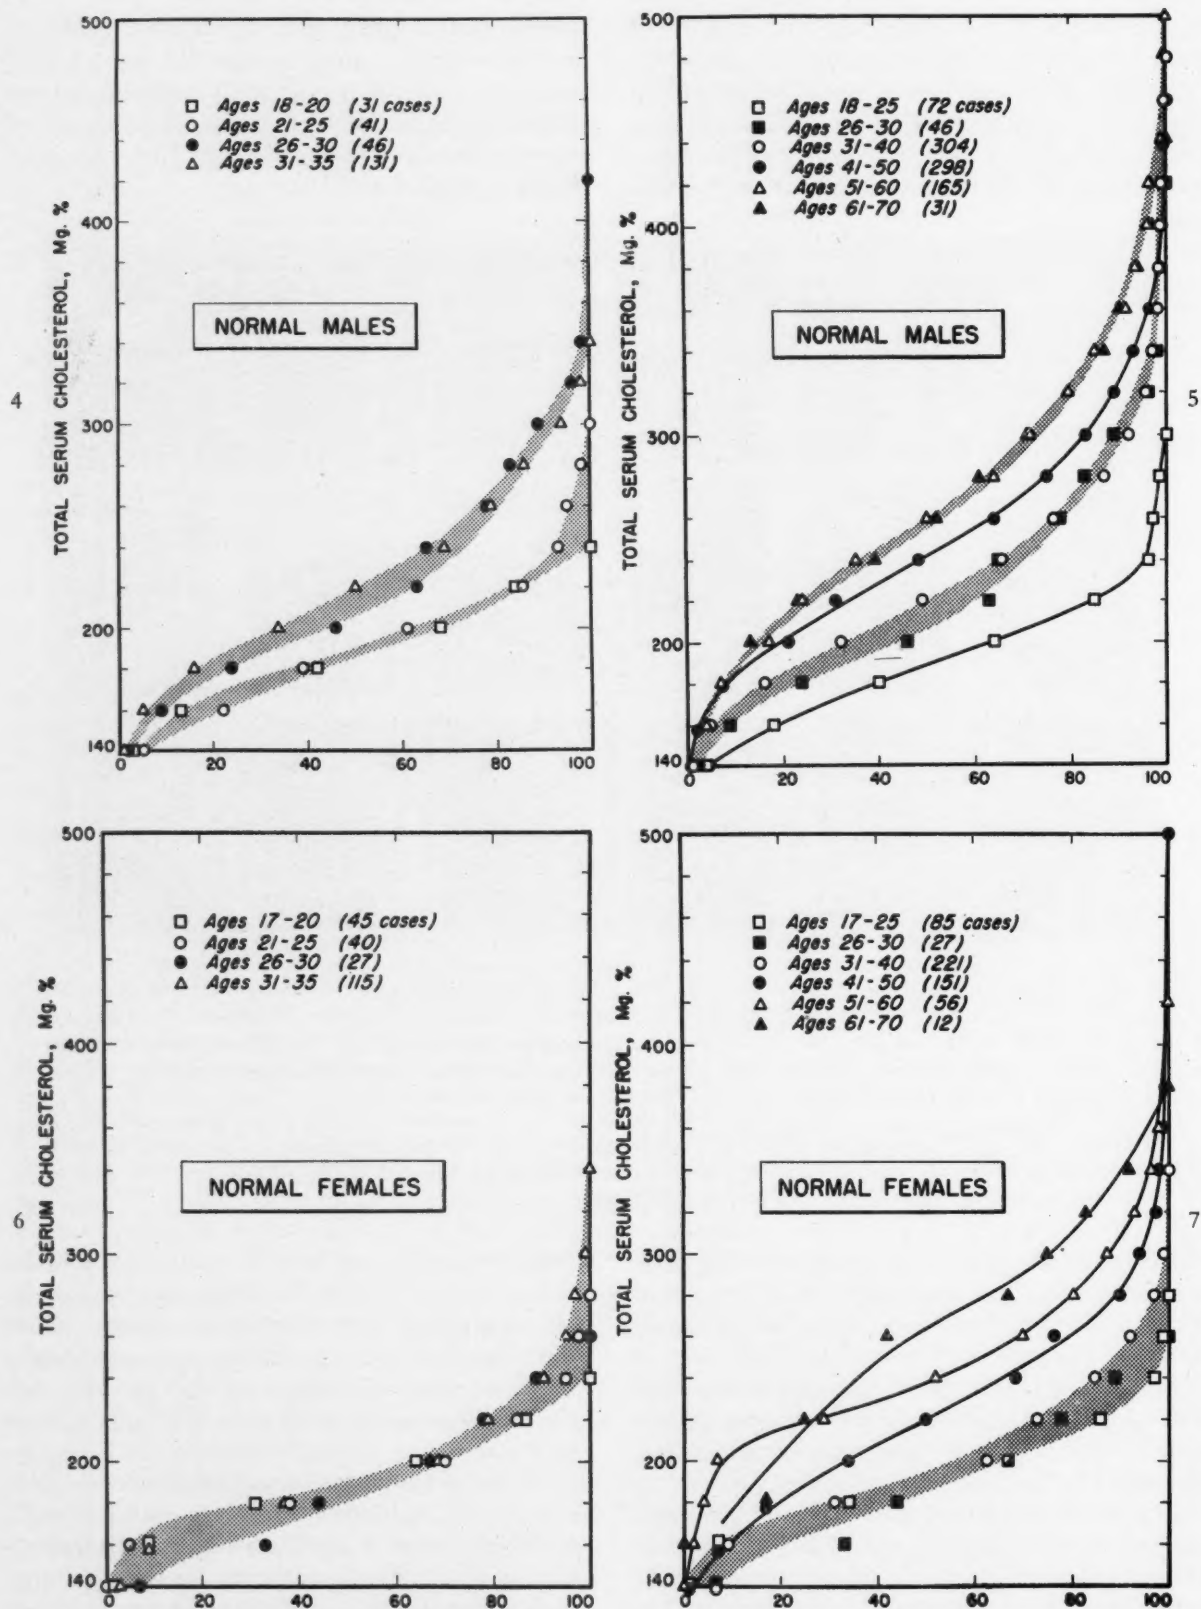 4
TOTAL SERUM CHOLESTEROL, Mg. %
500
400
300
200
140
Ages 18-20 (31 cases)
Ages 21-25 (41)
Ages 26-30 (46)
Ages 31-35 (131)
NORMAL MALES
0 20 40 60 80 100
5
TOTAL SERUM CHOLESTEROL, Mg. %
500
400
300
200
140
Ages 18-25 (72 cases)
Ages 26-30 (46)
Ages 31-40 (304)
Ages 41-50 (298)
Ages 51-60 (165)
Ages 61-70 (31)
NORMAL MALES
0 20 40 60 80 100
6
TOTAL SERUM CHOLESTEROL, Mg. %
500
400
300
200
140
Ages 17-20 (45 cases)
Ages 21-25 (40)
Ages 26-30 (27)
Ages 31-35 (115)
NORMAL FEMALES
0 20 40 60 80 100
7
TOTAL SERUM CHOLESTEROL, Mg. %
500
400
300
200
140
Ages 17-25 (85 cases)
Ages 26-30 (27)
Ages 31-40 (221)
Ages 41-50 (151)
Ages 51-60 (56)
Ages 61-70 (12)
NORMAL FEMALES
0 20 40 60 80 100